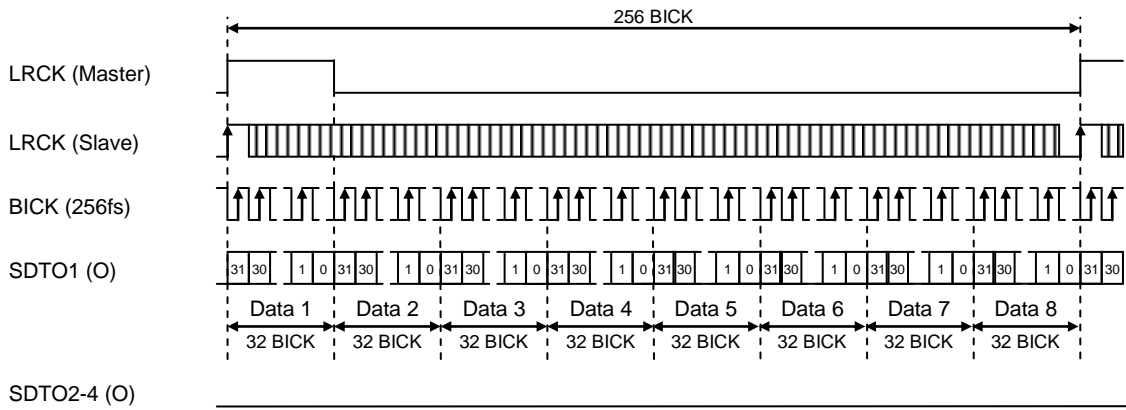 256 BICK
LRCK (Master)
LRCK (Slave)
BICK (256fs)
SDTO1 (O)
31 30 1 0 31 30 1 0 31 30 1 0 31 30 1 0 31 30 1 0 31 30 1 0 31 30 1 0 31 30 1 0 31 30
Data 1 Data 2 Data 3 Data 4 Data 5 Data 6 Data 7 Data 8
32 BICK 32 BICK 32 BICK 32 BICK 32 BICK 32 BICK 32 BICK 32 BICK
SDTO2-4 (O)